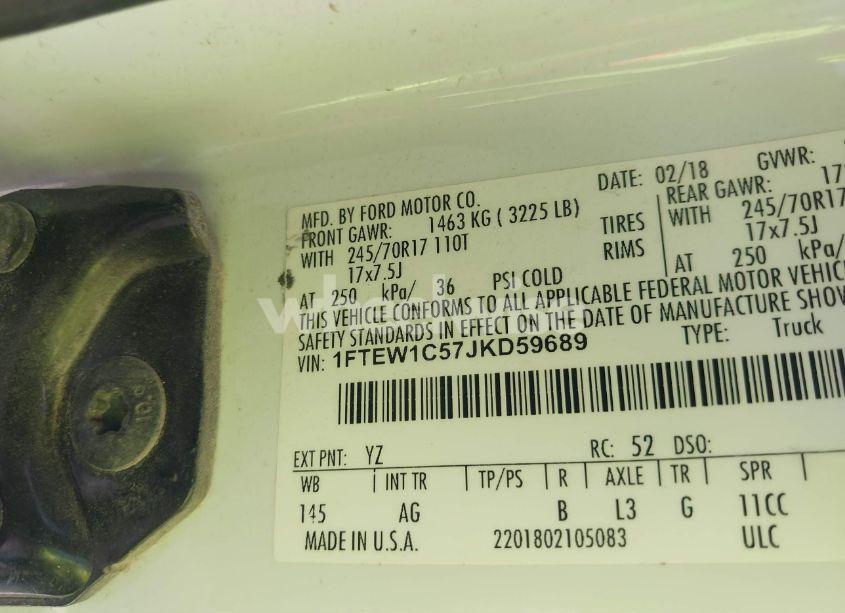 MFD. BY FORD MOTOR CO. DATE: 02/18 GVWR:
FRONT GAWR: 1463 KG ( 3225 LB) REAR GAWR:
WITH 245/70R17 110T TIRES WITH 245/70R17
17x7.5J RIMS 17x7.5J
AT 250 kPa/ 36 PSI COLD AT 250 kPa/
THIS VEHICLE CONFORMS TO ALL APPLICABLE FEDERAL MOTOR VEHICLE
SAFETY STANDARDS IN EFFECT ON THE DATE OF MANUFACTURE SHOW
VIN: 1FTEW1C57JKD59689 TYPE: Truck
EXT PNT: YZ RC: 52 DSO:
WB INT TR TP/PS R AXLE TR SPR
145 AG B L3 G 11CC
MADE IN U.S.A. 2201802105083 ULC